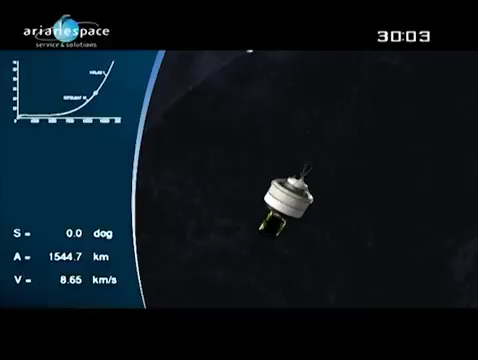 arianespace
service & solutions
30:03
S = 0.0 deg
A = 1544.7 km
V = 8.65 km/s